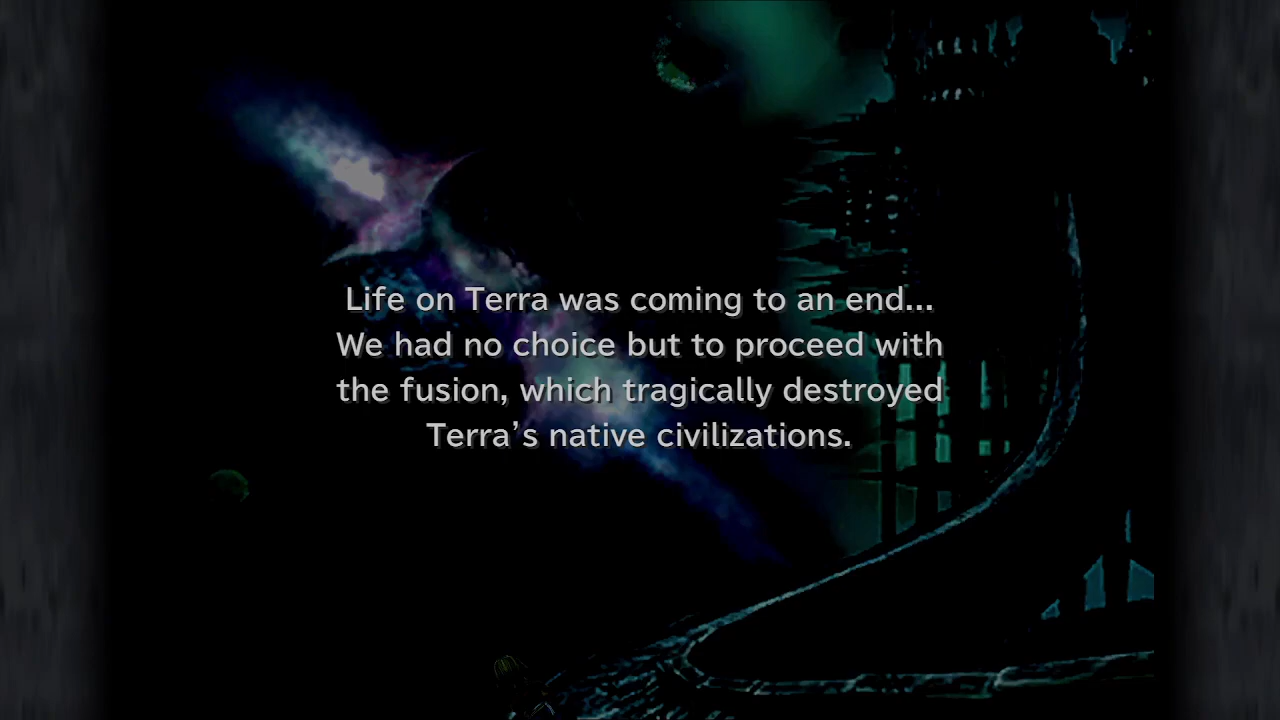 Life on Terra was coming to an end...
We had no choice but to proceed with
the fusion, which tragically destroyed
Terra’s native civilizations.